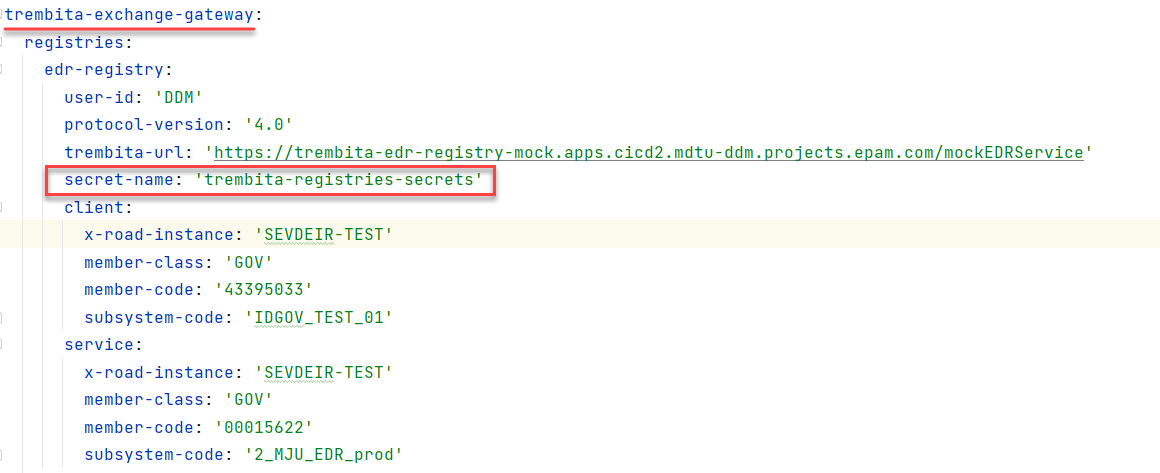 trembita-exchange-gateway:
registries:
edr-registry:
user-id: 'DDM'
protocol-version: '4.0'
trembita-url: 'https://trembita-edr-registry-mock.apps.cicd2.mdtu-ddm.projects.epam.com/mockEDRService'
secret-name: 'trembita-registries-secrets'
client:
x-road-instance: 'SEVDEIR-TEST'
member-class: 'GOV'
member-code: '43395033'
subsystem-code: 'IDGOV_TEST_01'
service:
x-road-instance: 'SEVDEIR-TEST'
member-class: 'GOV'
member-code: '00015622'
subsystem-code: '2_MJU_EDR_prod'